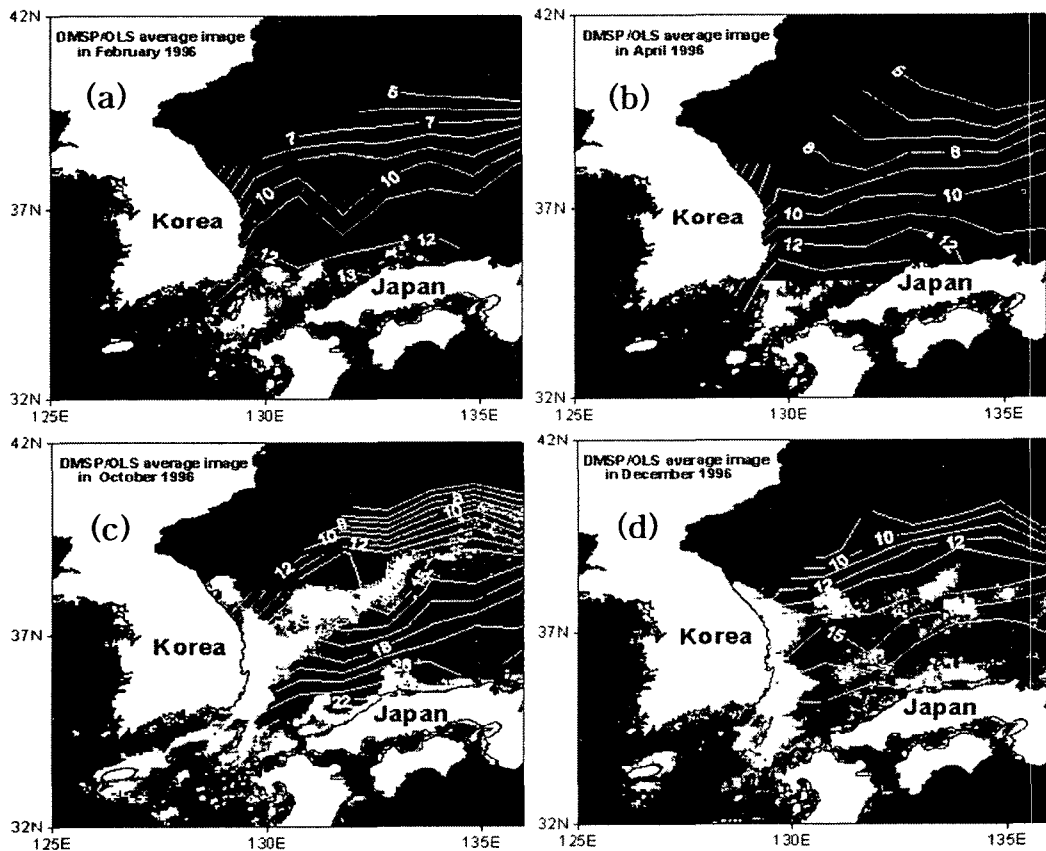 42N
DMSP/OLS average image
in February 1996
(a)
6
7
7
10
10
37N
Korea
12
12
13
Japan
32N
125E
130E
135E
42N
DMSP/OLS average image
in April 1996
(b)
6
8
8
10
10
37N
Korea
12
12
Japan
32N
125E
130E
135E
42N
DMSP/OLS average image
in October 1996
(c)
8
8
10
10
12
12
37N
Korea
18
20
22
Japan
32N
125E
130E
135E
42N
DMSP/OLS average image
in December 1996
(d)
10
10
12
12
37N
Korea
15
Japan
32N
125E
130E
135E